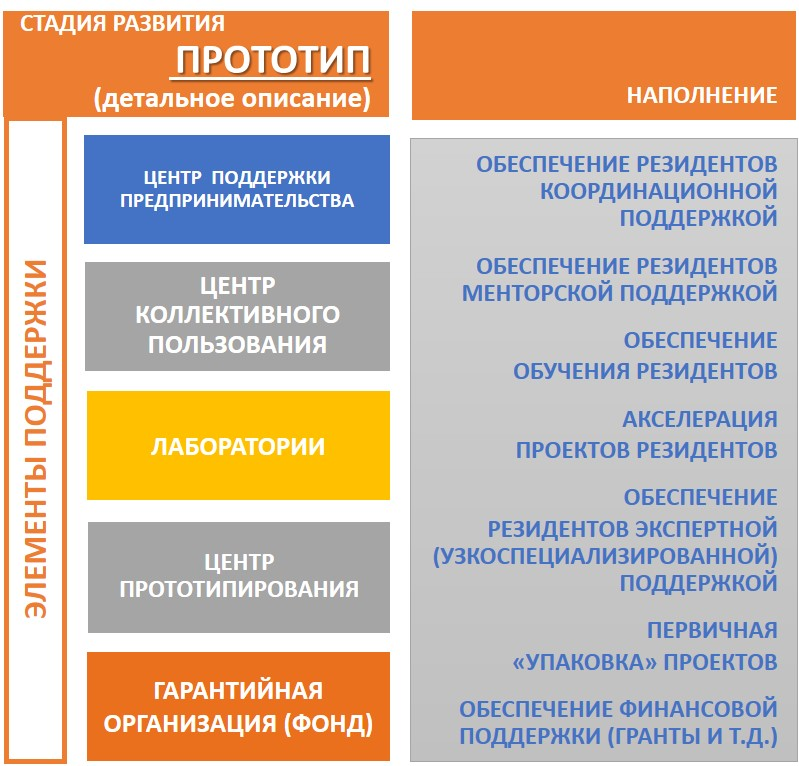 СТАДИЯ РАЗВИТИЯ
ПРОТОТИП
(детальное описание)
НАПОЛНЕНИЕ
ЭЛЕМЕНТЫ ПОДДЕРЖКИ
ЦЕНТР ПОДДЕРЖКИ
ПРЕДПРИНИМАТЕЛЬСТВА
ЦЕНТР
КОЛЛЕКТИВНОГО
ПОЛЬЗОВАНИЯ
ЛАБОРАТОРИИ
ЦЕНТР
ПРОТОТИПИРОВАНИЯ
ГАРАНТИЙНАЯ
ОРГАНИЗАЦИЯ (ФОНД)
ОБЕСПЕЧЕНИЕ РЕЗИДЕНТОВ
КООРДИНАЦИОННОЙ
ПОДДЕРЖКОЙ
ОБЕСПЕЧЕНИЕ РЕЗИДЕНТОВ
МЕНТОРСКОЙ ПОДДЕРЖКОЙ
ОБЕСПЕЧЕНИЕ
ОБУЧЕНИЯ РЕЗИДЕНТОВ
АКСЕЛЕРАЦИЯ
ПРОЕКТОВ РЕЗИДЕНТОВ
ОБЕСПЕЧЕНИЕ
РЕЗИДЕНТОВ ЭКСПЕРТНОЙ
(УЗКОСПЕЦИАЛИЗИРОВАННОЙ)
ПОДДЕРЖКОЙ
ПЕРВИЧНАЯ
«УПАКОВКА» ПРОЕКТОВ
ОБЕСПЕЧЕНИЕ ФИНАНСОВОЙ
ПОДДЕРЖКИ (ГРАНТЫ И Т.Д.)